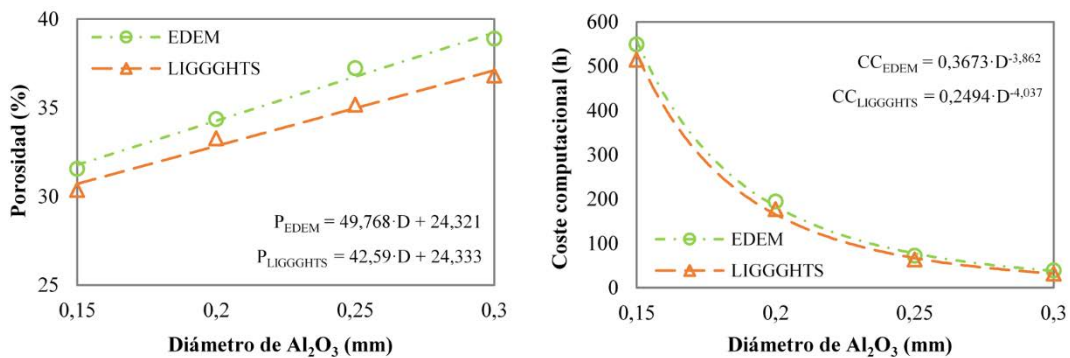 40
35
30
25
Porosidad (%)
EDEM
LIGGGHTS
P_EDEM = 49,768·D + 24,321
P_LIGGGHTS = 42,59·D + 24,333
0,15
0,2
0,25
0,3
Diámetro de Al₂O₃ (mm)
600
500
400
300
200
100
0
Coste computacional (h)
CC_EDEM = 0,3673·D^-3,862
CC_LIGGGHTS = 0,2494·D^-4,037
EDEM
LIGGGHTS
0,15
0,2
0,25
0,3
Diámetro de Al₂O₃ (mm)